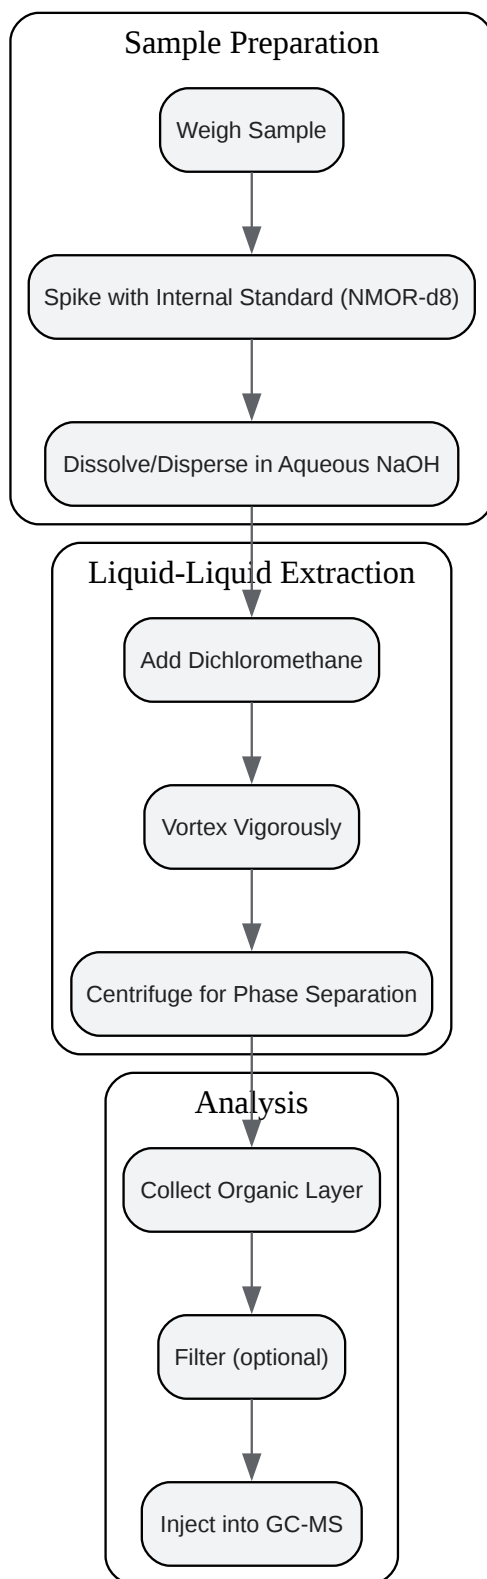 Sample Preparation
Weigh Sample
Spike with Internal Standard (NMOR-d8)
Dissolve/Disperse in Aqueous NaOH
Liquid-Liquid Extraction
Add Dichloromethane
Vortex Vigorously
Centrifuge for Phase Separation
Analysis
Collect Organic Layer
Filter (optional)
Inject into GC-MS